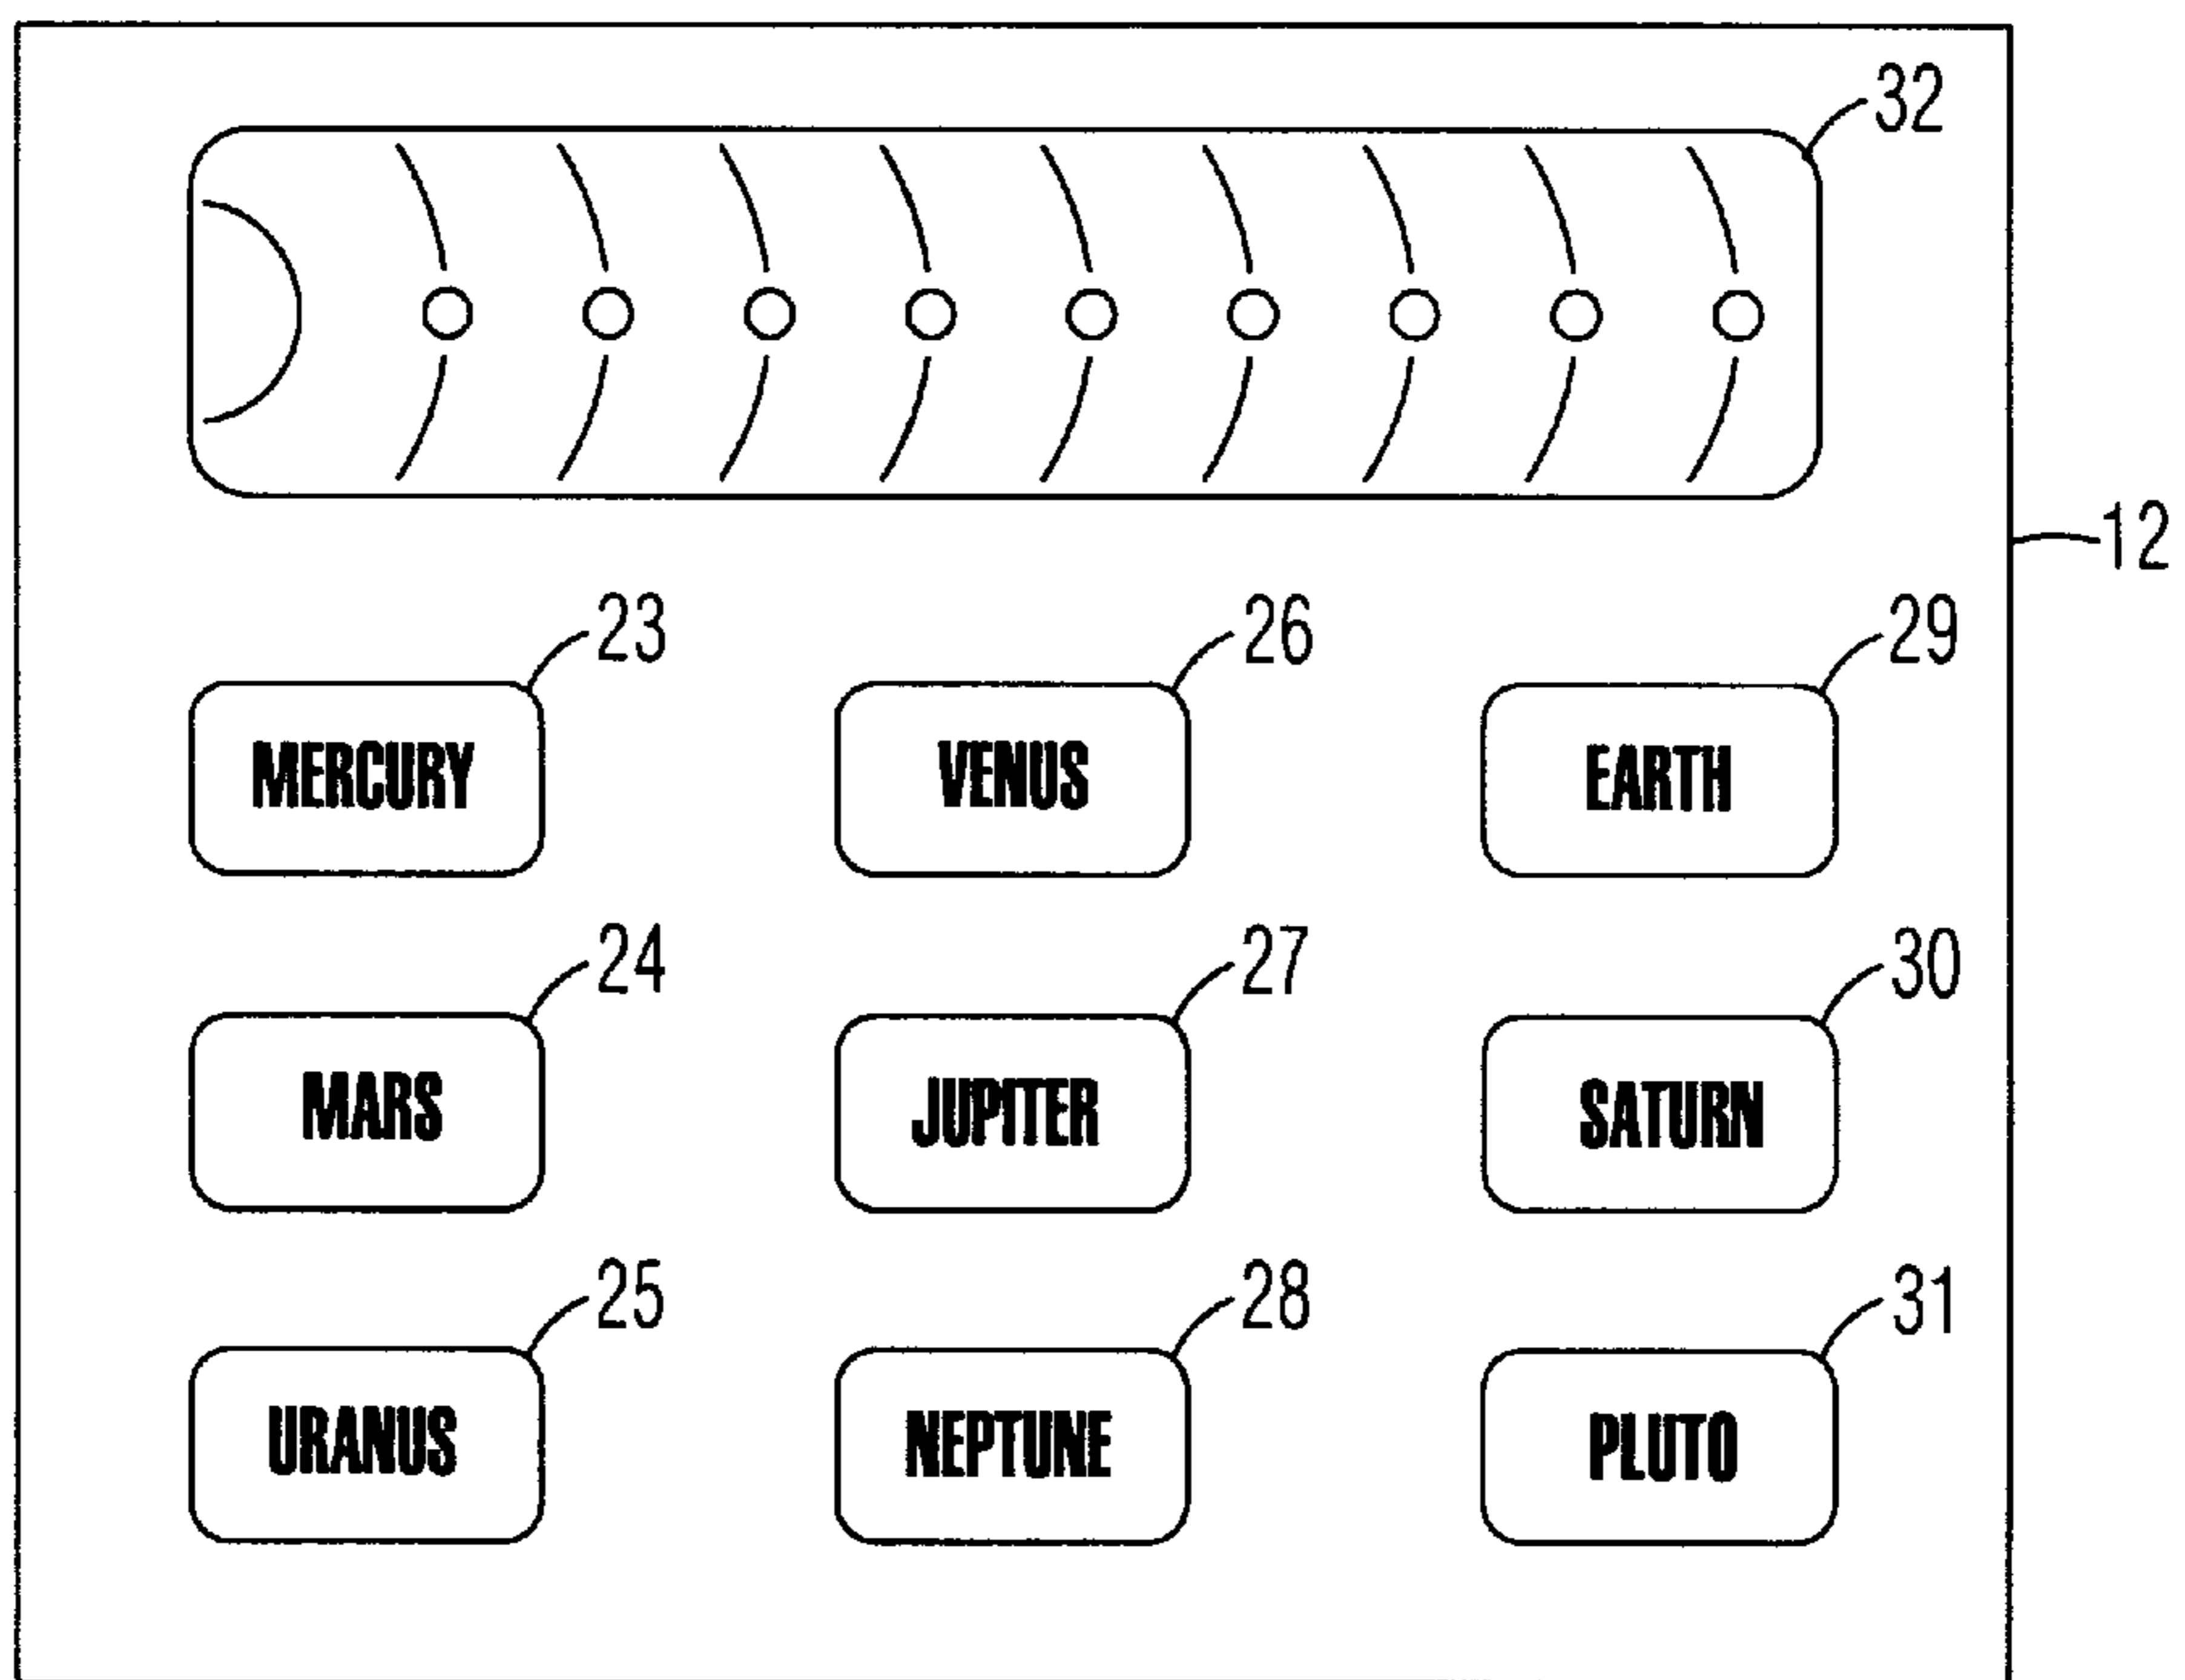 32
12
23 26 29
MERCURY VENUS EARTH
24 27 30
MARS JUPITER SATURN
25 28 31
URANUS NEPTUNE PLUTO